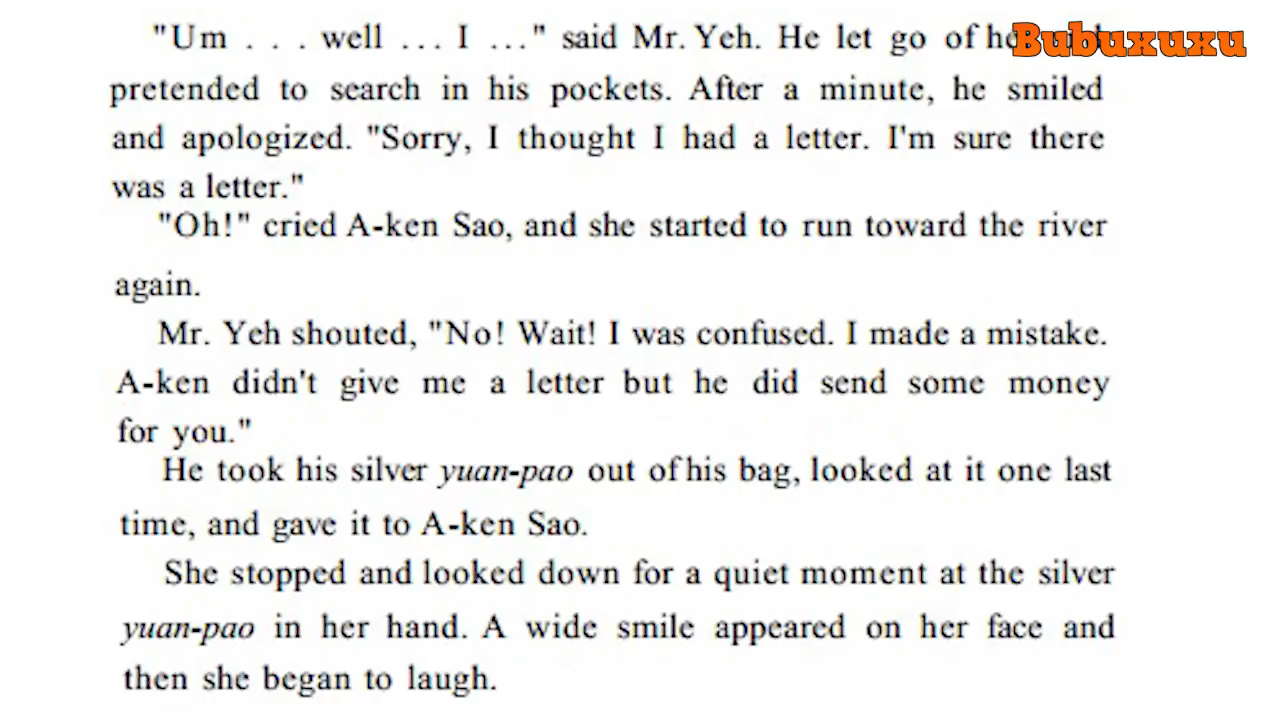 "Um . . . well ... I ..." said Mr. Yeh. He let go of
Bubuxuxu
pretended to search in his pockets. After a minute, he smiled
and apologized. "Sorry, I thought I had a letter. I'm sure there
was a letter."
"Oh!" cried A-ken Sao, and she started to run toward the river
again.
Mr. Yeh shouted, "No! Wait! I was confused. I made a mistake.
A-ken didn't give me a letter but he did send some money
for you."
He took his silver yuan-pao out of his bag, looked at it one last
time, and gave it to A-ken Sao.
She stopped and looked down for a quiet moment at the silver
yuan-pao in her hand. A wide smile appeared on her face and
then she began to laugh.